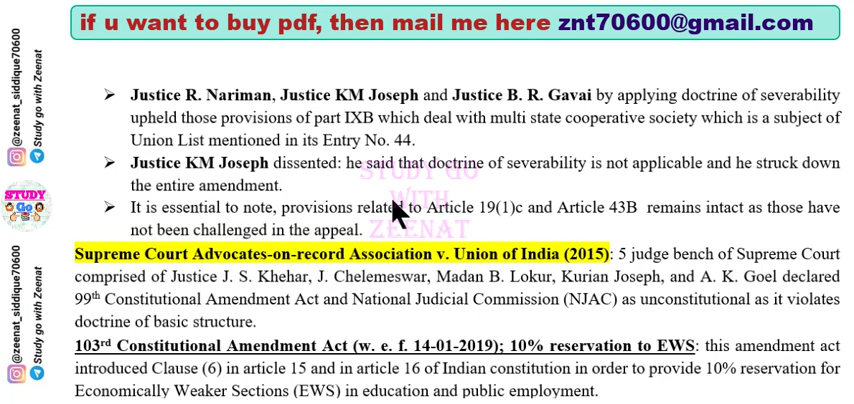 if u want to buy pdf, then mail me here znt70600@gmail.com
➢ Justice R. Nariman, Justice KM Joseph and Justice B. R. Gavai by applying doctrine of severability
upheld those provisions of part IXB which deal with multi state cooperative society which is a subject of
Union List mentioned in its Entry No. 44.
➢ Justice KM Joseph dissented: he said that doctrine of severability is not applicable and he struck down
the entire amendment.
➢ It is essential to note, provisions related to Article 19(1)c and Article 43B remains intact as those have
not been challenged in the appeal.
Supreme Court Advocates-on-record Association v. Union of India (2015): 5 judge bench of Supreme Court
comprised of Justice J. S. Khehar, J. Chelemeswar, Madan B. Lokur, Kurian Joseph, and A. K. Goel declared
99th Constitutional Amendment Act and National Judicial Commission (NJAC) as unconstitutional as it violates
doctrine of basic structure.
103rd Constitutional Amendment Act (w. e. f. 14-01-2019); 10% reservation to EWS: this amendment act
introduced Clause (6) in article 15 and in article 16 of Indian constitution in order to provide 10% reservation for
Economically Weaker Sections (EWS) in education and public employment.
STUDY GO
WITH
ZEENAT
@zeenat_siddique70600
Study go with Zeenat
STUDY
Go
@zeenat_siddique70600
Study go with Zeenat